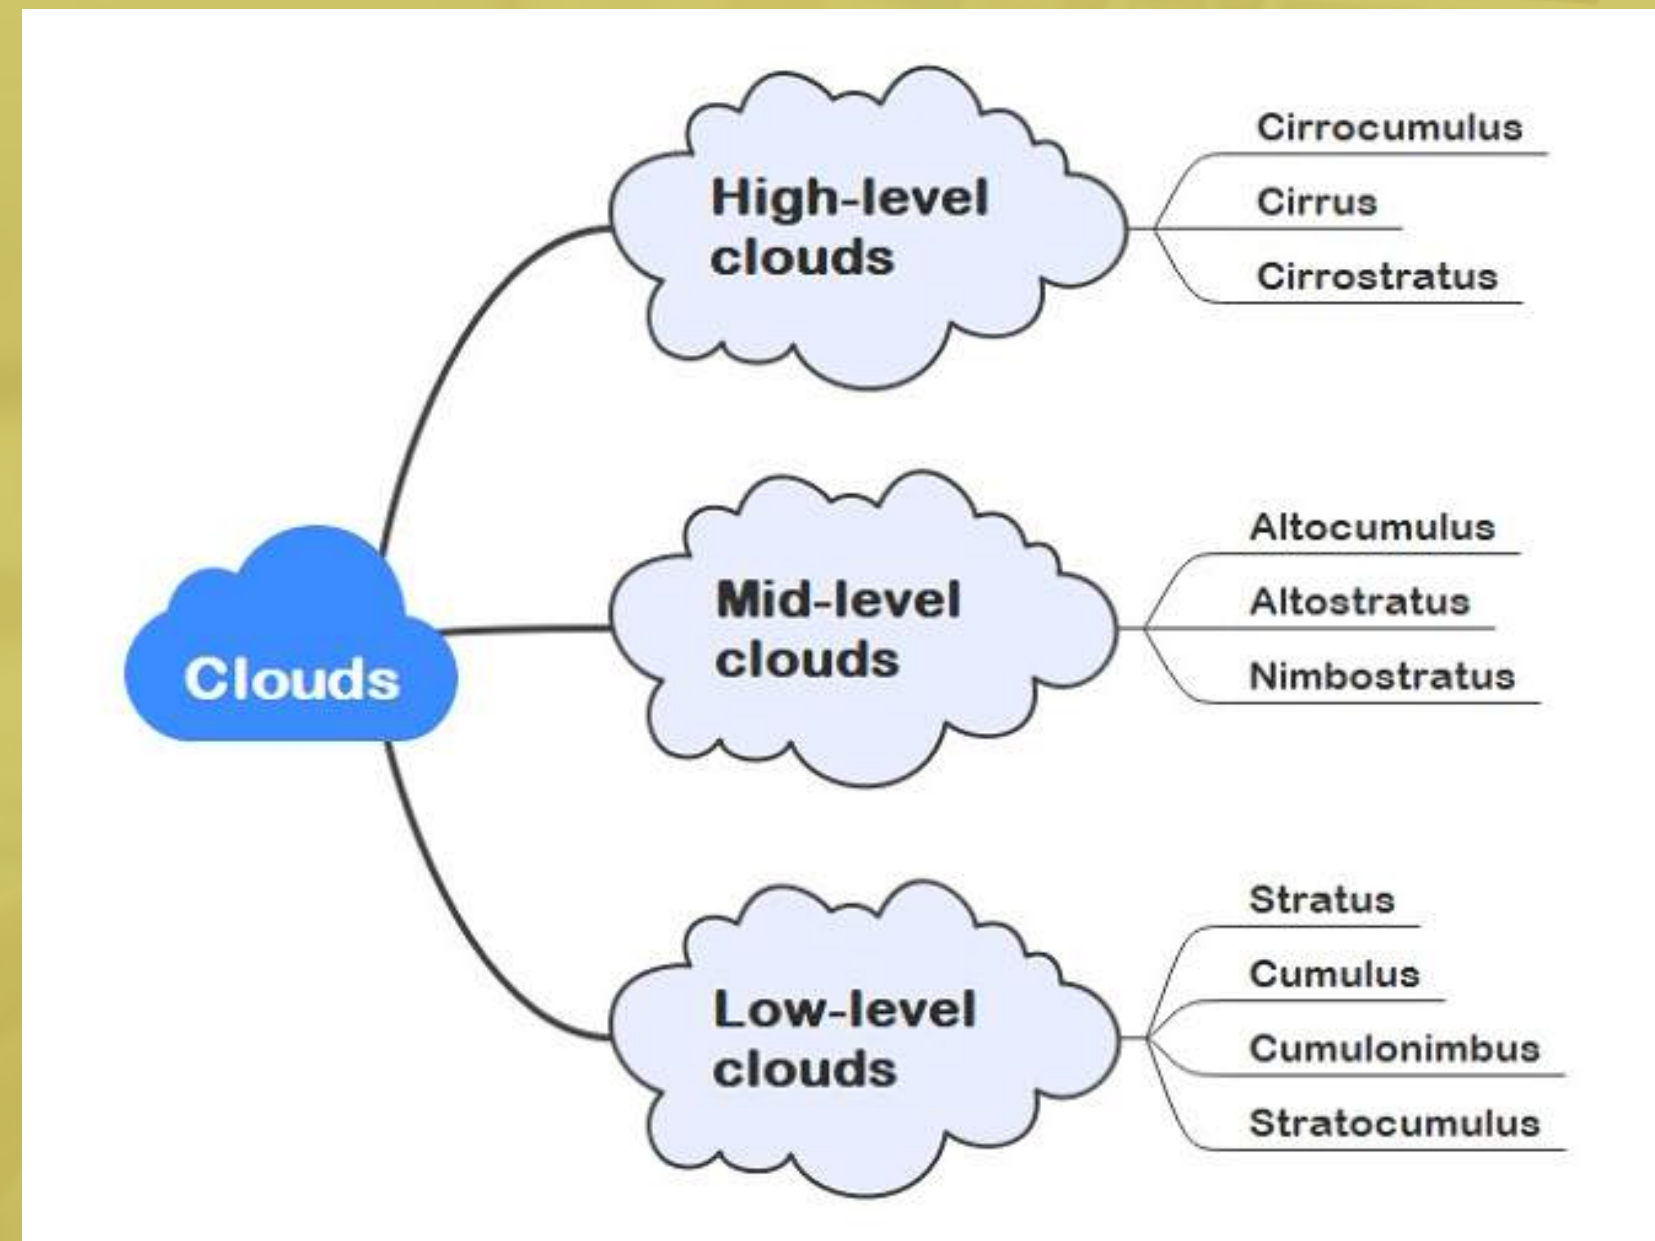 Clouds
High-level
clouds
Cirrocumulus
Cirrus
Cirrostratus
Mid-level
clouds
Altocumulus
Altostratus
Nimbostratus
Low-level
clouds
Stratus
Cumulus
Cumulonimbus
Stratocumulus